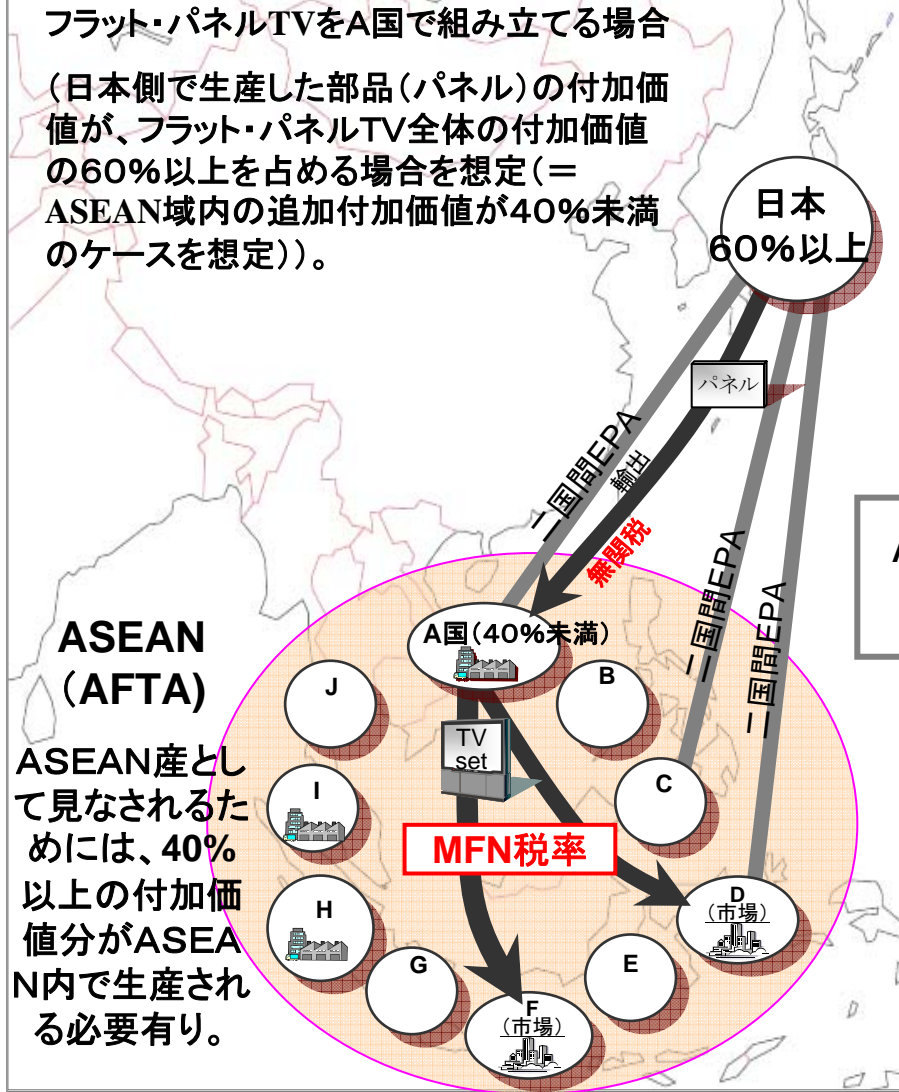 フラット・パネルTVをA国で組み立てる場合
（日本側で生産した部品（パネル）の付加価
値が、フラット・パネルTV全体の付加価値
の60％以上を占める場合を想定（＝
ASEAN域内の追加付加価値が40％未満
のケースを想定））。
日本
60％以上
パネル
二国間EPA
輸出
無関税
二国間EPA
二国間EPA
A
ASEAN
（AFTA)
A国（40％未満）
J
B
TV
set
I
C
ASEAN産とし
て見なされるた
めには、40%
以上の付加価
値分がASEA
N内で生産され
る必要有り。
MFN税率
H
D
（市場）
G
E
F
（市場）